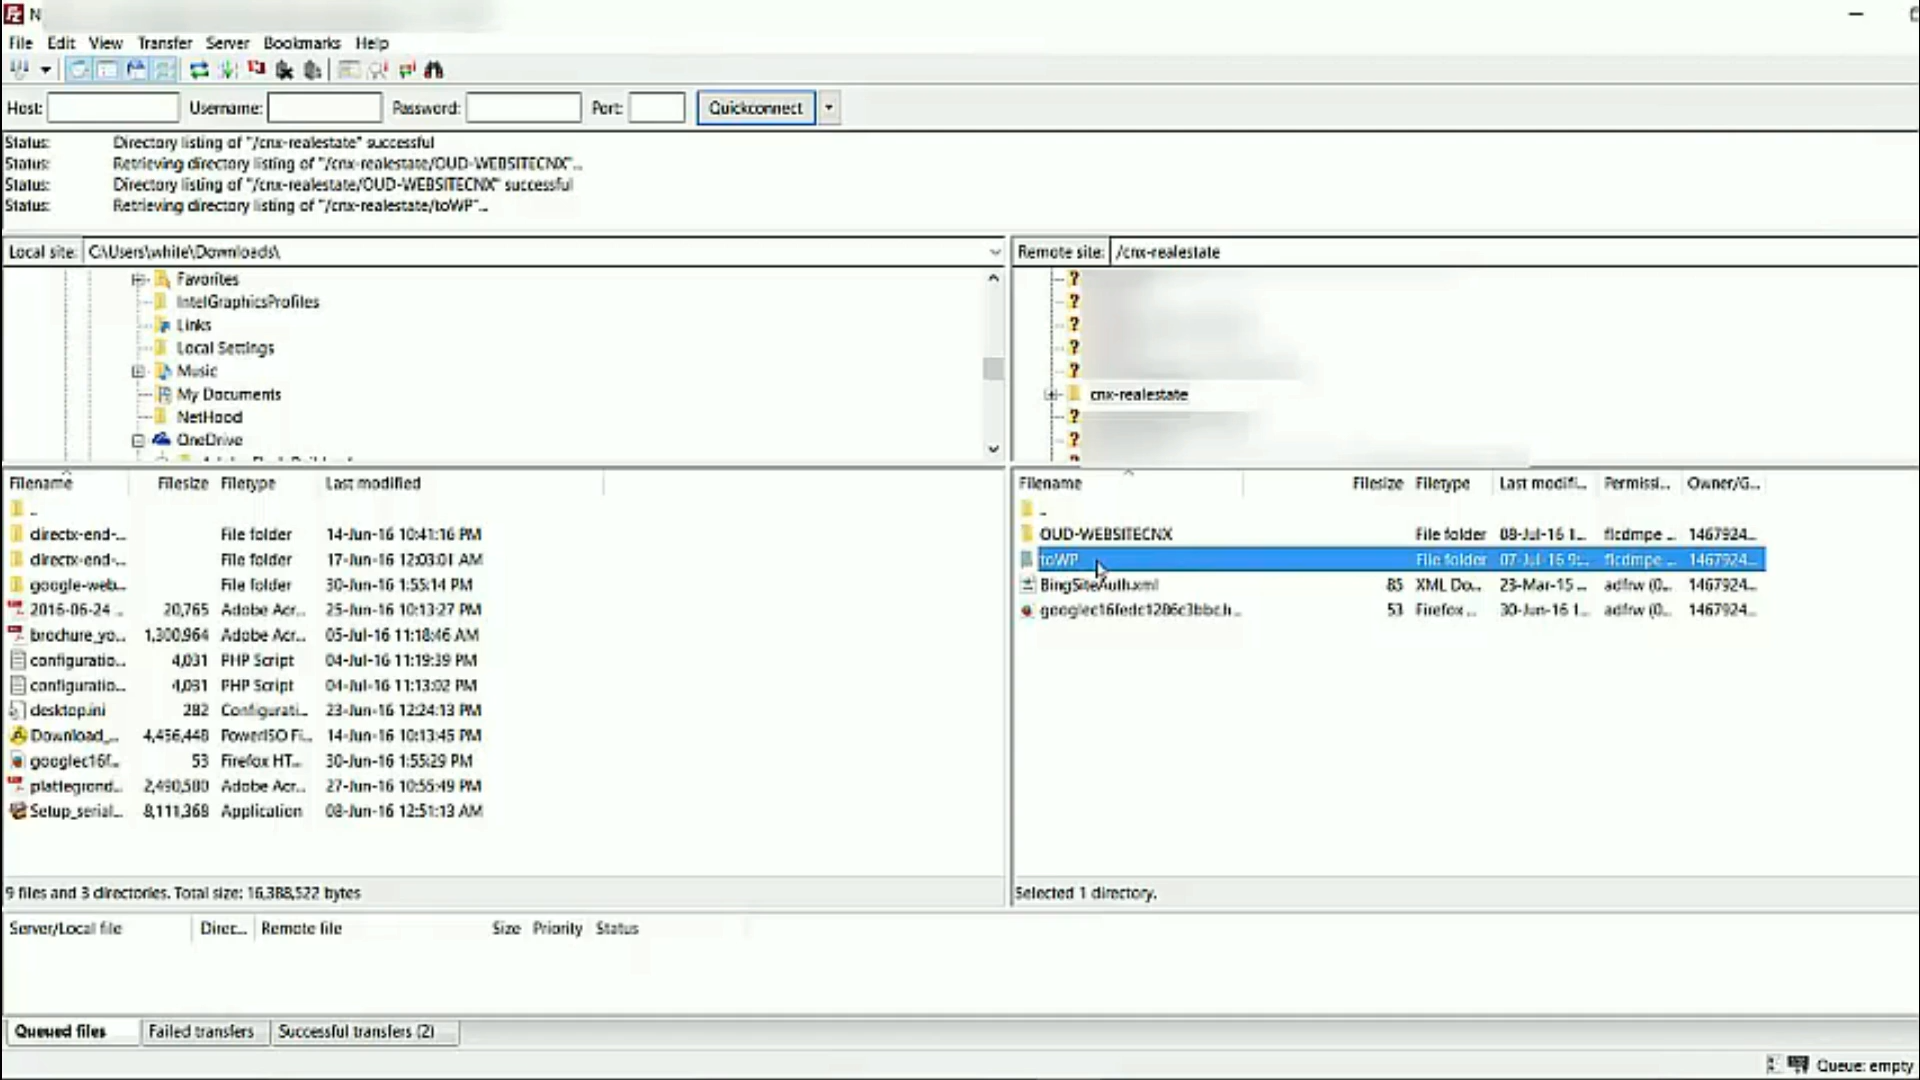 N
File Edit View Transfer Server Bookmarks Help
Host: Username: Password: Port: Quickconnect
Status: Directory listing of "/cnx-realestate" successful
Status: Retrieving directory listing of "/cnx-realestate/OUD-WEBSITECNX"...
Status: Directory listing of "/cnx-realestate/OUD-WEBSITECNX" successful
Status: Retrieving directory listing of "/cnx-realestate/toWP"...
Local site: C:\Users\white\Downloads\
Favorites
IntelGraphicsProfiles
Links
Local Settings
Music
My Documents
NetHood
OneDrive
Remote site: /cnx-realestate
?
?
?
?
?
cnx-realestate
?
?
Filename Filesize Filetype Last modified
..
directx-end-... File folder 14-Jun-16 10:41:16 PM
directx-end-... File folder 17-Jun-16 12:03:01 AM
google-web... File folder 30-Jun-16 1:55:14 PM
2016-06-24 ... 20,765 Adobe Acr... 25-Jun-16 10:13:27 PM
brochure_yo... 1,300,964 Adobe Acr... 05-Jul-16 11:18:46 AM
configuratio... 4,031 PHP Script 04-Jul-16 11:19:39 PM
configuratio... 4,031 PHP Script 04-Jul-16 11:13:02 PM
desktop.ini 282 Configurati... 23-Jun-16 12:24:13 PM
Download_... 4,456,448 PowerISO Fi... 14-Jun-16 10:13:45 PM
googlec16f... 53 Firefox HT... 30-Jun-16 1:55:29 PM
plattegrond... 2,490,580 Adobe Acr... 27-Jun-16 10:55:49 PM
Setup_serial... 8,111,368 Application 08-Jun-16 12:51:13 AM
9 files and 3 directories. Total size: 16,388,522 bytes
Filename Filesize Filetype Last modifi... Permissi... Owner/G...
..
OUD-WEBSITECNX File folder 08-Jul-16 1... flcdmpe ... 1467924...
toWP File folder 07-Jul-16 9:... flcdmpe ... 1467924...
BingSiteAuth.xml 85 XML Do... 23-Mar-15 ... adfrw (0... 1467924...
googlec16fedc1286c3bbc.h... 53 Firefox ... 30-Jun-16 1... adfrw (0... 1467924...
Selected 1 directory.
Server/Local file Direc... Remote file Size Priority Status
Queued files Failed transfers Successful transfers (2)
Queue: empty